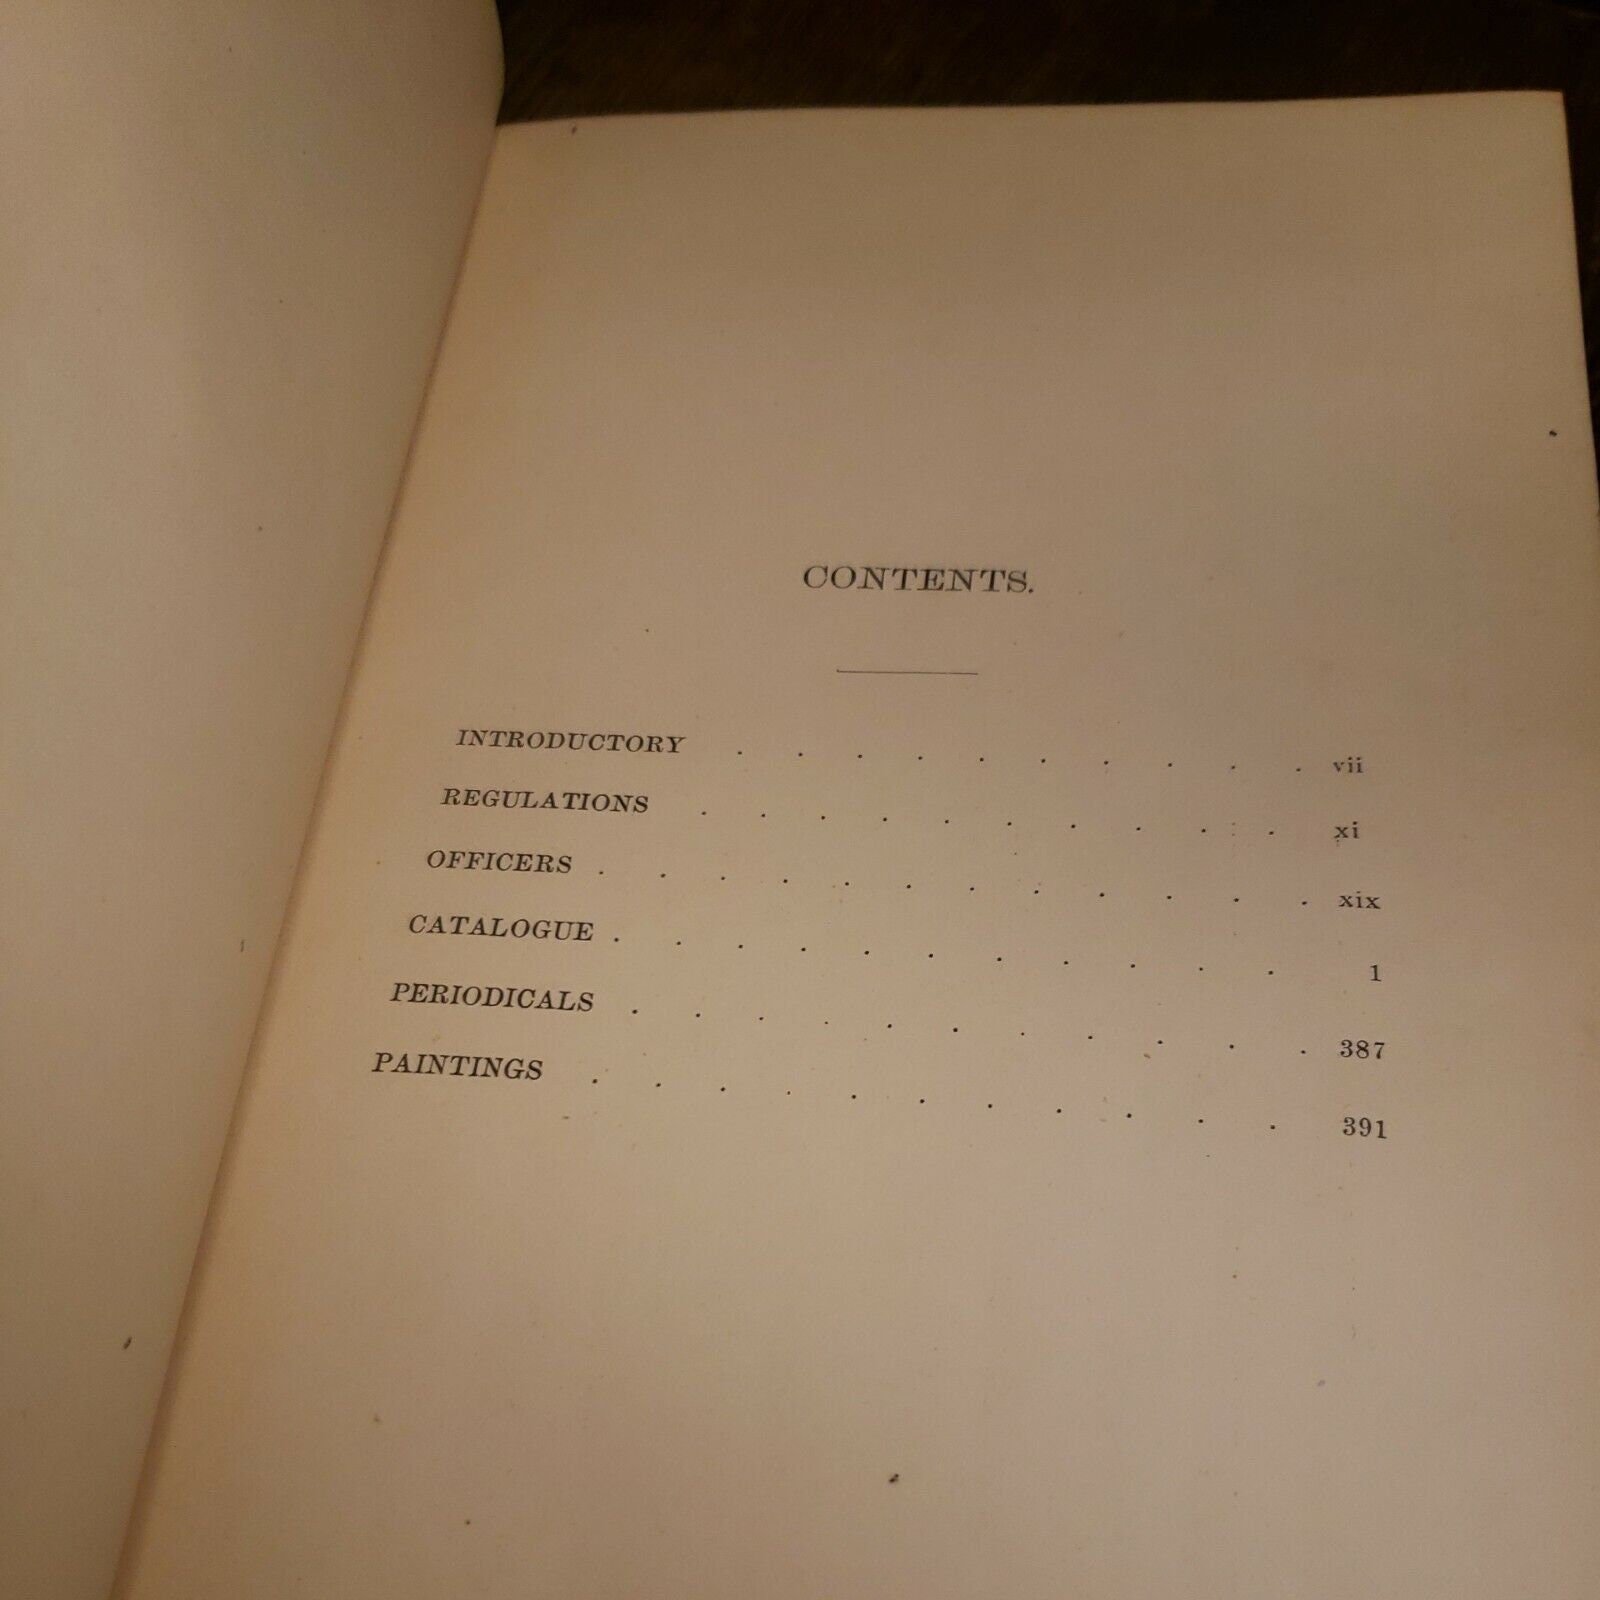 CONTENTS.
INTRODUCTORY . . . . . . . . . . vii
REGULATIONS . . . . . . . . . . xi
OFFICERS . . . . . . . . . . . . xix
CATALOGUE . . . . . . . . . . . 1
PERIODICALS . . . . . . . . . . . 387
PAINTINGS . . . . . . . . . . . 391